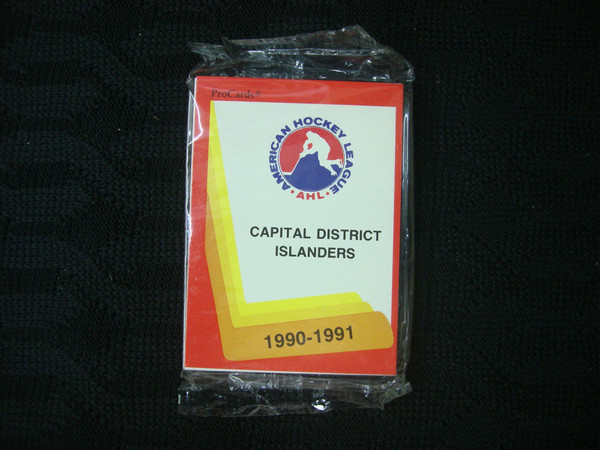 ProCards®
AMERICAN HOCKEY LEAGUE
★ AHL ★
CAPITAL DISTRICT
ISLANDERS
1990-1991